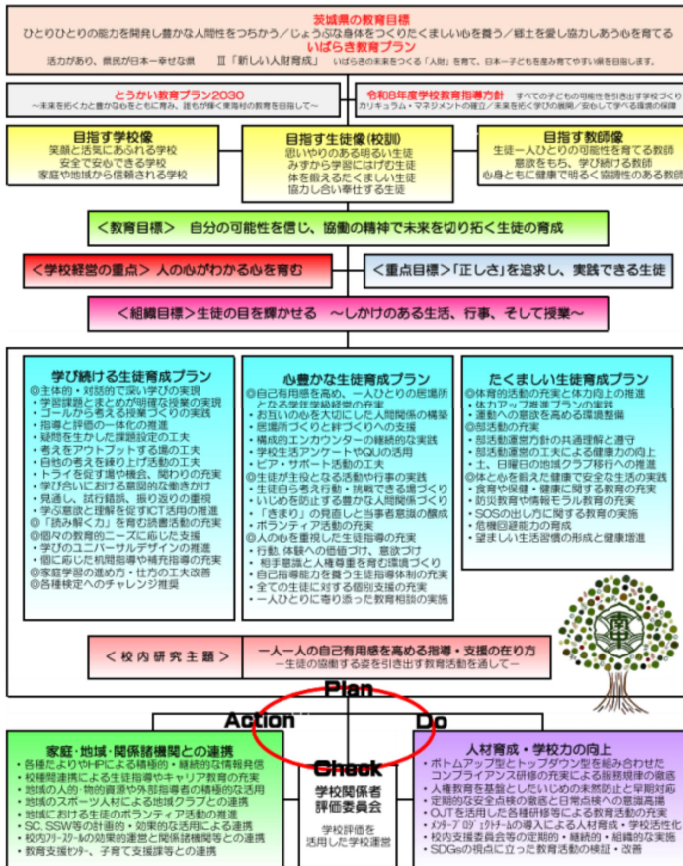 茨城県の教育目標
ひとりひとりの能力を開発し豊かな人間性をつちかう／じょうぶな身体をつくりたくましい心を養う／郷土を愛し協力しあう心を育てる
いばらき教育プラン
活力があり、県民が日本一幸せな県　Ⅲ「新しい人財育成」　いばらきの未来をつくる「人財」を育て、日本一子どもを産み育てやすい県を目指します。
とうかい教育プラン2030
～未来を拓く力と豊かな心をともに育み、誰もが輝く東海村の教育を目指して～
令和8年度学校教育指導方針　すべての子どもの可能性を引き出す学校づくり
カリキュラム・マネジメントの確立／未来を拓く学びの展開／安心して学べる環境の保障
目指す学校像
笑顔と活気にあふれる学校
安全で安心できる学校
家庭や地域から信頼される学校
目指す生徒像(校訓)
思いやりのある明るい生徒
みずから学習にはげむ生徒
体を鍛えるたくましい生徒
協力し合い奉仕する生徒
目指す教師像
生徒一人ひとりの可能性を育てる教師
意欲をもち、学び続ける教師
心身ともに健康で明るく協調性のある教師
＜教育目標＞　自分の可能性を信じ、協働の精神で未来を切り拓く生徒の育成
＜学校経営の重点＞人の心がわかる心を育む
＜重点目標＞「正しさ」を追求し、実践できる生徒
＜組織目標＞生徒の目を輝かせる　～しかけのある生活、行事、そして授業～
学び続ける生徒育成プラン
◎主体的・対話的で深い学びの実現
・学習課題とまとめが明確な授業の実現
・ゴールから考える授業づくりの実践
・指導と評価の一体化の推進
・疑問を生かした課題設定の工夫
・考えをアウトプットする場の工夫
・自他の考えを練り上げ活動の工夫
・トライを促す場や機会、関わりの充実
・学び合いにおける意図的な働きかけ
・見通し、試行錯誤、振り返りの重視
・学ぶ意欲と理解を促すICT活用の推進
◎「読み解く力」を育む読書活動の充実
◎個々の教育的ニーズに応じた支援
・学びのユニバーサルデザインの推進
・個に応じた机間指導や補充指導の充実
◎家庭学習の進め方・仕方の工夫改善
◎各種検定へのチャレンジ推奨
心豊かな生徒育成プラン
◎自己有用感を高め、一人ひとりの居場所
となる学年学級経営の充実
・お互いの心を大切にした人間関係の構築
・居場所づくりと絆づくりへの支援
・構成的エンカウンターの継続的な実践
・学校生活アンケートやQUの活用
・ピア・サポート活動の工夫
◎生徒が主役となる活動や行事の実践
・生徒自ら考え行動・挑戦できる場づくり
・いじめを防止する豊かな人間関係づくり
・「きまり」の見直しと当事者意識の醸成
・ボランティア活動の充実
◎人の心を重視した生徒指導の充実
・行動、体験への価値づけ、意欲づけ
・相手意識と人権尊重を育む環境づくり
・自己指導能力を養う生徒指導体制の充実
・全ての生徒に対する個別支援の充実
・一人ひとりに寄り添った教育相談の実施
たくましい生徒育成プラン
◎体育的活動の充実と体力向上の推進
・体力アップ推進プランの実践
・運動への意欲を高める環境整備
◎部活動の充実
・部活動運営方針の共通理解と遵守
・部活動運営の工夫による健康力の向上
・土、日曜日の地域クラブ移行への推進
◎体と心を鍛えた健康で安全な生活の実践
・食育や保健・健康に関する教育の充実
・防災教育や情報モラル教育の充実
・SOSの出し方に関する教育の実施
・危機回避能力の育成
・望ましい生活習慣の形成と健康増進
南中
＜校内研究主題＞
一人一人の自己有用感を高める指導・支援の在り方
－生徒の協働する姿を引き出す教育活動を通して－
Plan
Action
Do
Check
家庭・地域・関係諸機関との連携
・各種たよりやHPによる積極的・継続的な情報発信
・校種間連携による生徒指導やキャリア教育の充実
・地域の人的・物的資源や外部指導者の積極的な活用
・地域のスポーツ人材による地域クラブとの連携
・地域における生徒のボランティア活動の推進
・SC、SSW等の計画的・効果的な活用による連携
・校内フリースクールの効果的運営と関係機関等との連携
・教育支援センター、子育て支援課等との連携
学校関係者
評価委員会
学校評価を
活用した学校運営
人材育成・学校力の向上
・ボトムアップ型とトップダウン型を組み合わせた
コンプライアンス研修の充実による服務規律の徹底
・人権教育を基盤としたいじめの未然防止と早期対応
・定期的な安全点検の徹底と日常点検への意識高揚
・OJTを活用した各種研修等による教育活動の充実
・メンター・プロジェクトチームの導入による人材育成・学校活性化
・校内支援委員会等の定期的・継続的・組織的な実施
・SDGsの視点に立った教育活動の検証・改善